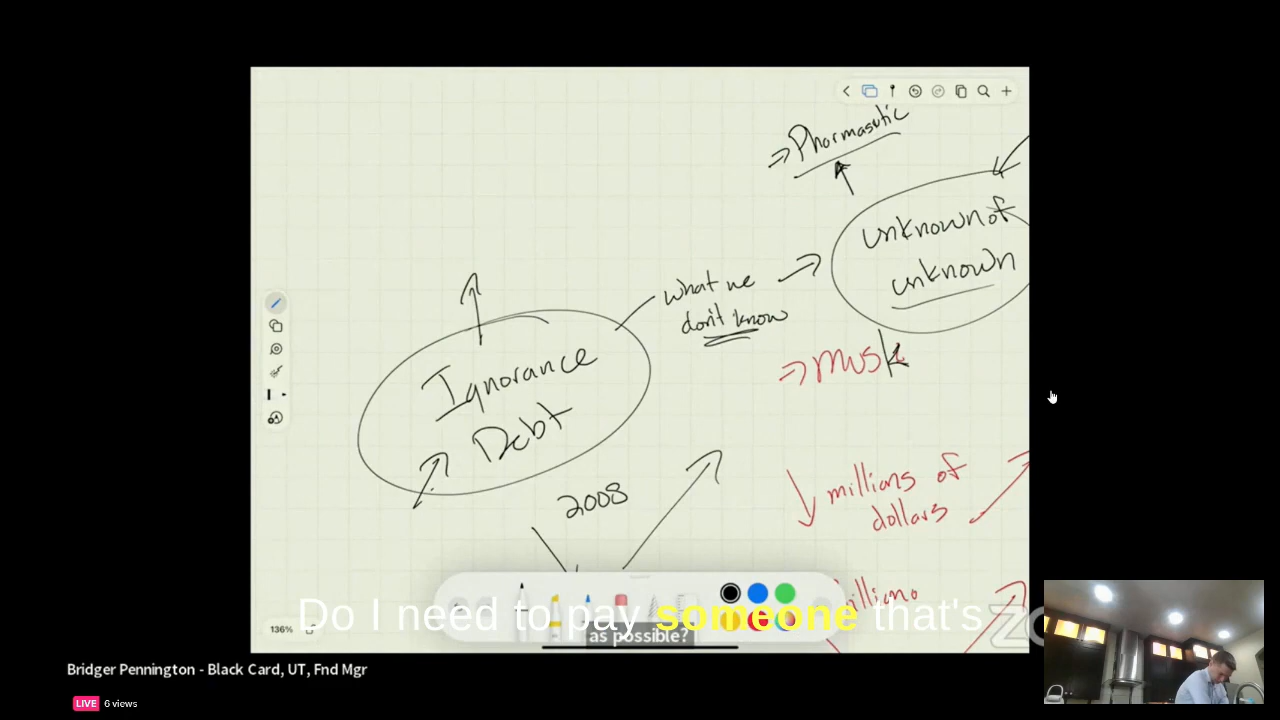 ⇒ Pharmasutic
unknown of
unknown
what we
don't know
⇒ Musk
Ignorance
Debt
millions of
dollars
2008
Do I need to pay someone that's
zo
as possible?
136%
Bridger Pennington - Black Card, UT, Fnd Mgr
LIVE 6 views